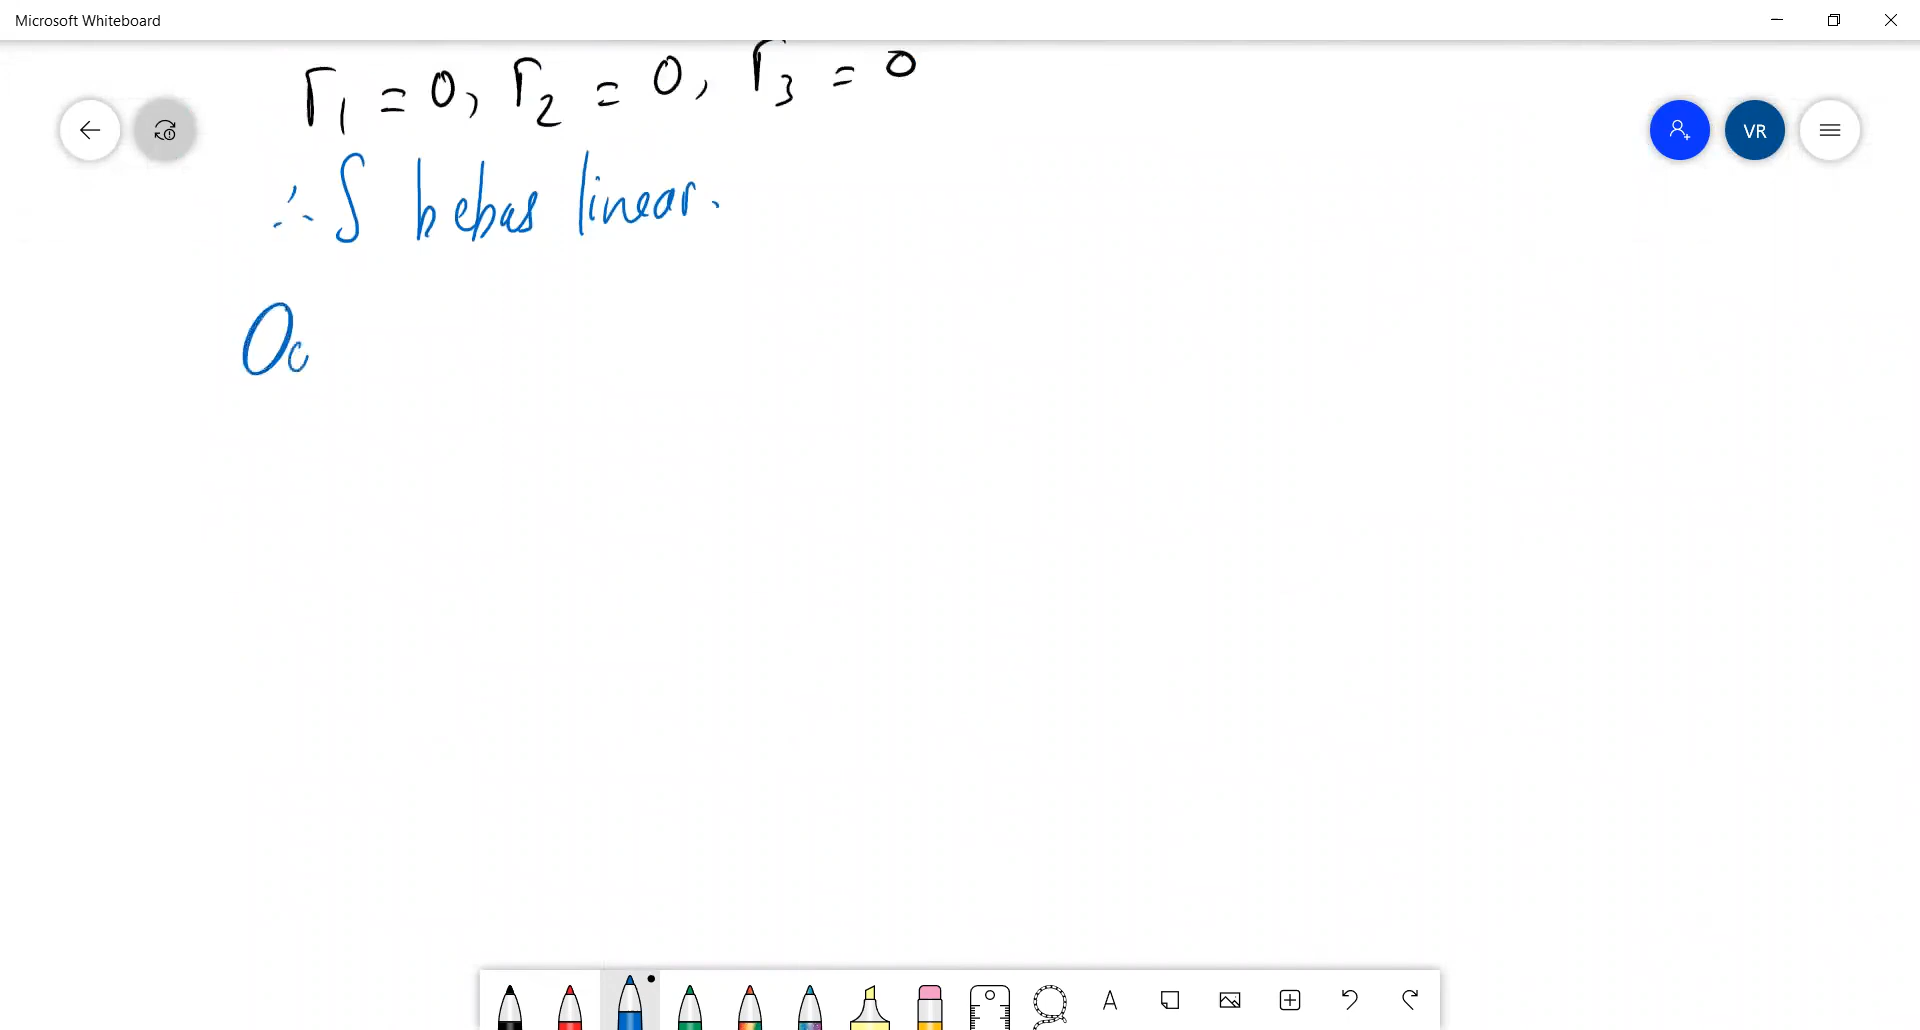 Microsoft Whiteboard
r₁ = 0, r₂ = 0, r₃ = 0
VR
∴ S bebas linear.
Oc